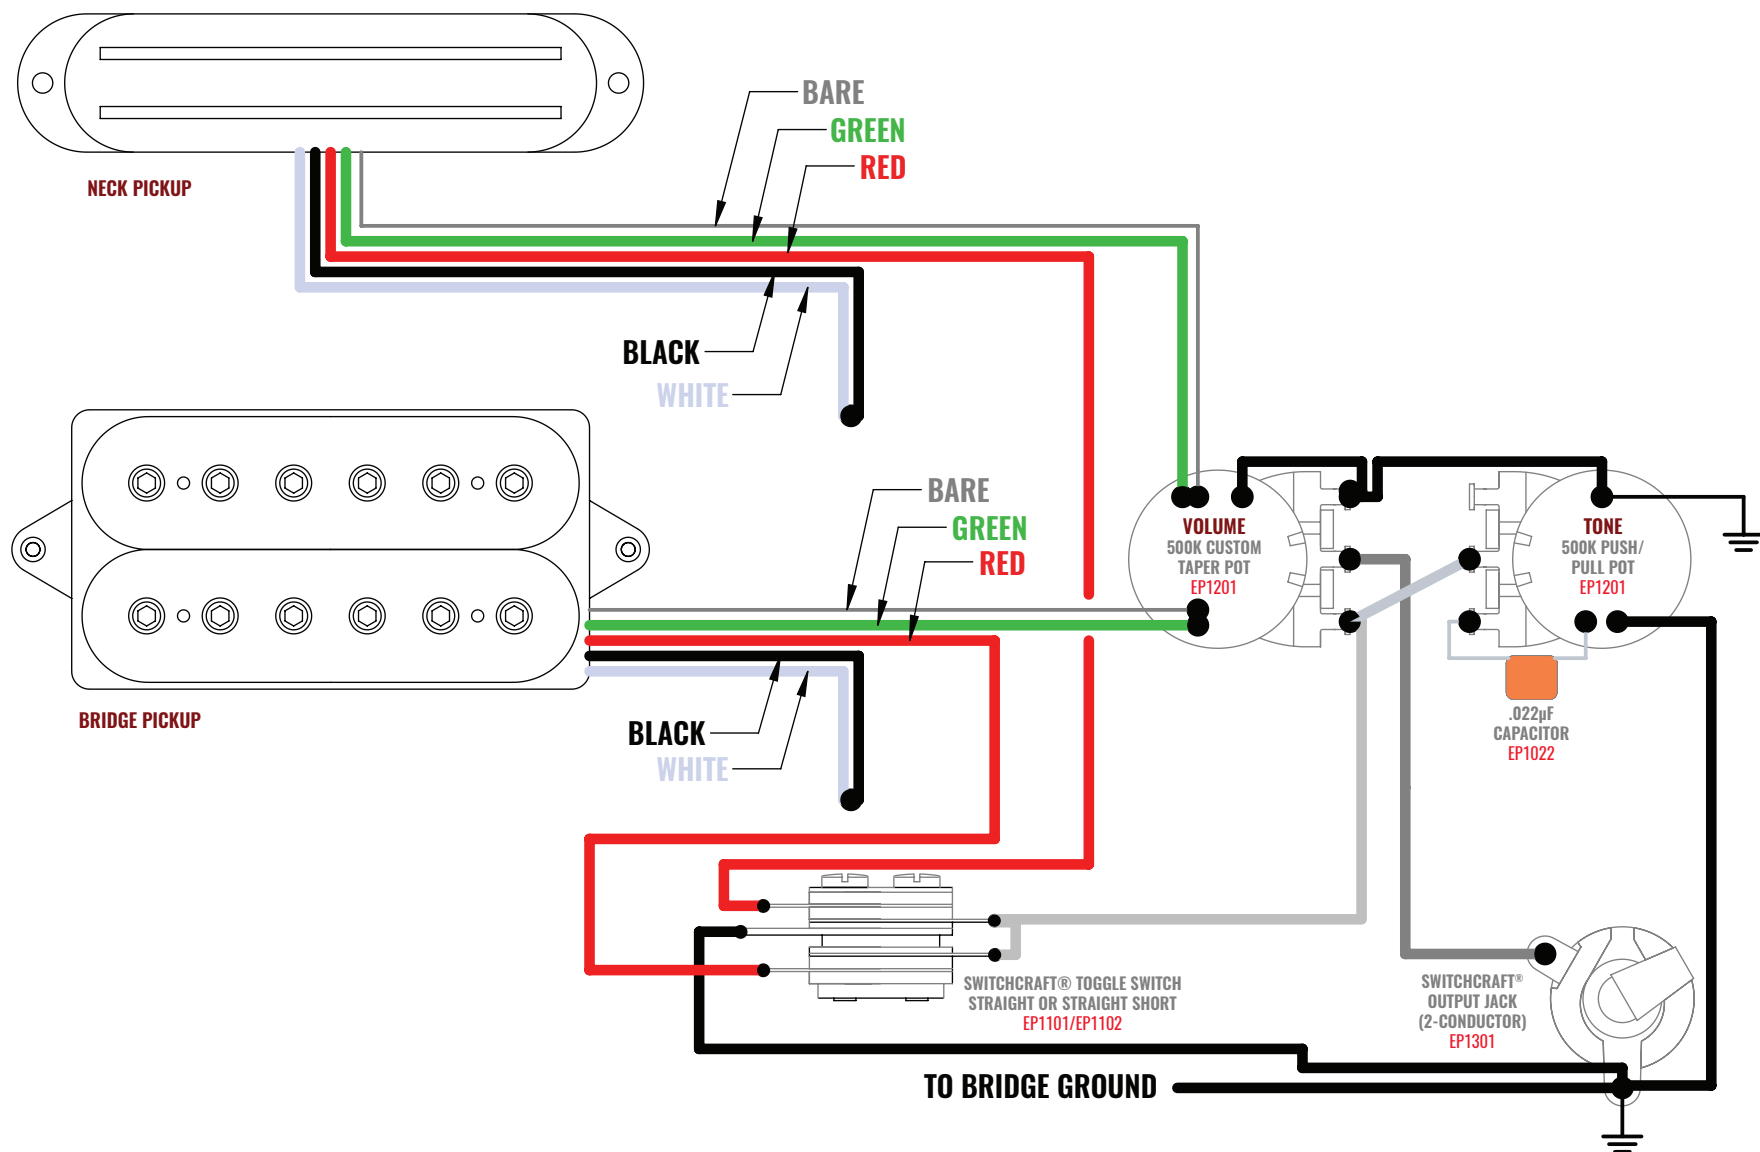 BARE
GREEN
RED
NECK PICKUP
BLACK
WHITE
BARE
GREEN
RED
VOLUME
500K CUSTOM
TAPER POT
EP1201
TONE
500K PUSH/
PULL POT
EP1201
BRIDGE PICKUP
BLACK
WHITE
.022µF
CAPACITOR
EP1022
SWITCHCRAFT® TOGGLE SWITCH
STRAIGHT OR STRAIGHT SHORT
EP1101/EP1102
SWITCHCRAFT®
OUTPUT JACK
(2-CONDUCTOR)
EP1301
TO BRIDGE GROUND